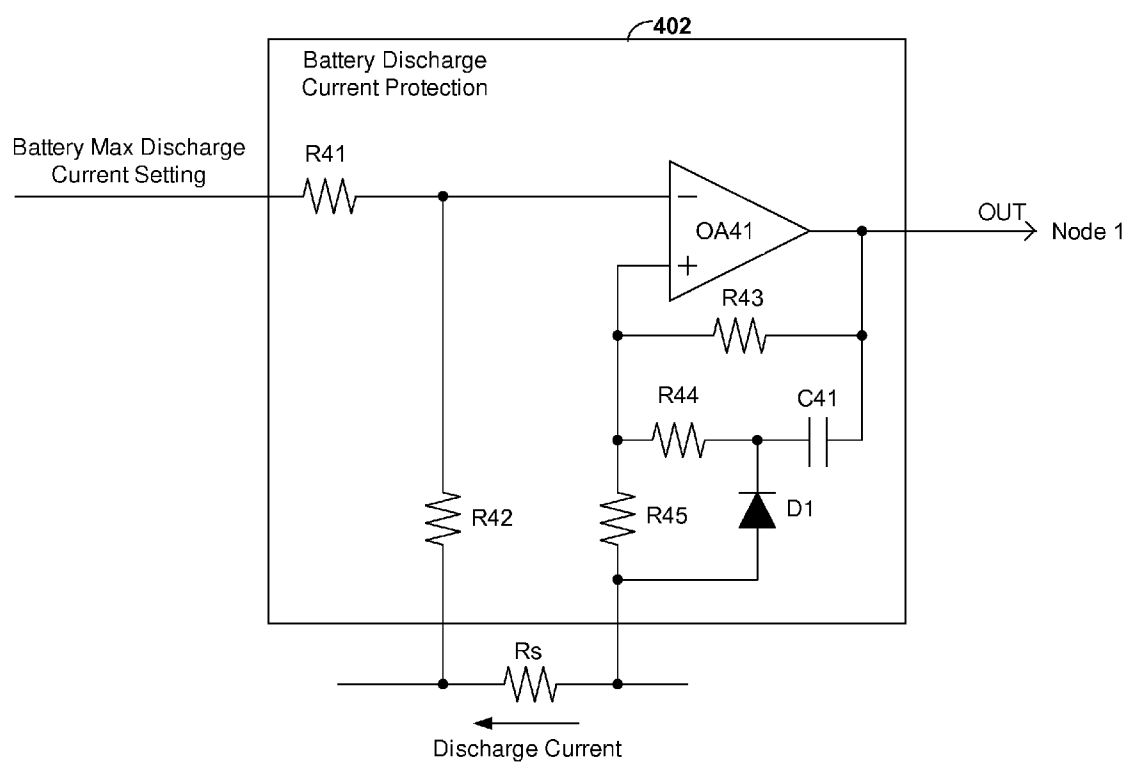 402
Battery Discharge
Current Protection
Battery Max Discharge
Current Setting
R41
−
OA41
+
OUT
Node 1
R43
R44
C41
R42
R45
D1
Rs
Discharge Current